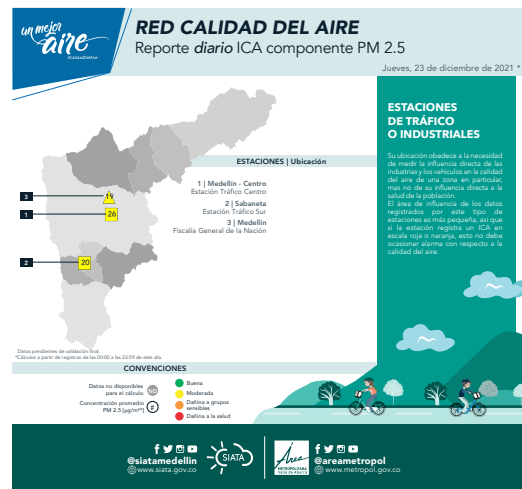 un mejor
aire
#CalidadDelAire
RED CALIDAD DEL AIRE
Reporte diario ICA componente PM 2.5
Jueves, 23 de diciembre de 2021 *
ESTACIONES
DE TRÁFICO
O INDUSTRIALES
Su ubicación obedece a la necesidad
de medir la influencia directa de las
industrias y los vehículos en la calidad
del aire de una zona en particular,
mas no de su influencia directa a la
salud de la población.
El área de influencia de los datos
registrados por este tipo de
estaciones es más pequeña, así que
si la estación registra un ICA en
escala roja o naranja, esto no debe
ocasionar alarma con respecto a la
calidad del aire.
ESTACIONES | Ubicación
1 | Medellín - Centro
Estación Tráfico Centro
2 | Sabaneta
Estación Tráfico Sur
3 | Medellín
Fiscalía General de la Nación
3
19
1
26
2
20
Datos pendientes de validación final.
*Cálculos a partir de registros de las 00:00 a las 23:59 de este día.
CONVENCIONES
Datos no disponibles
para el cálculo
ND
Concentración promedio
PM 2.5 [µg/m³*]
#
Buena
Moderada
Dañina a grupos
sensibles
Dañina a la salud
@siatamedellin
www.siata.gov.co
SIATA
Área
METROPOLITANA
Valle de Aburrá
@areametropol
www.metropol.gov.co